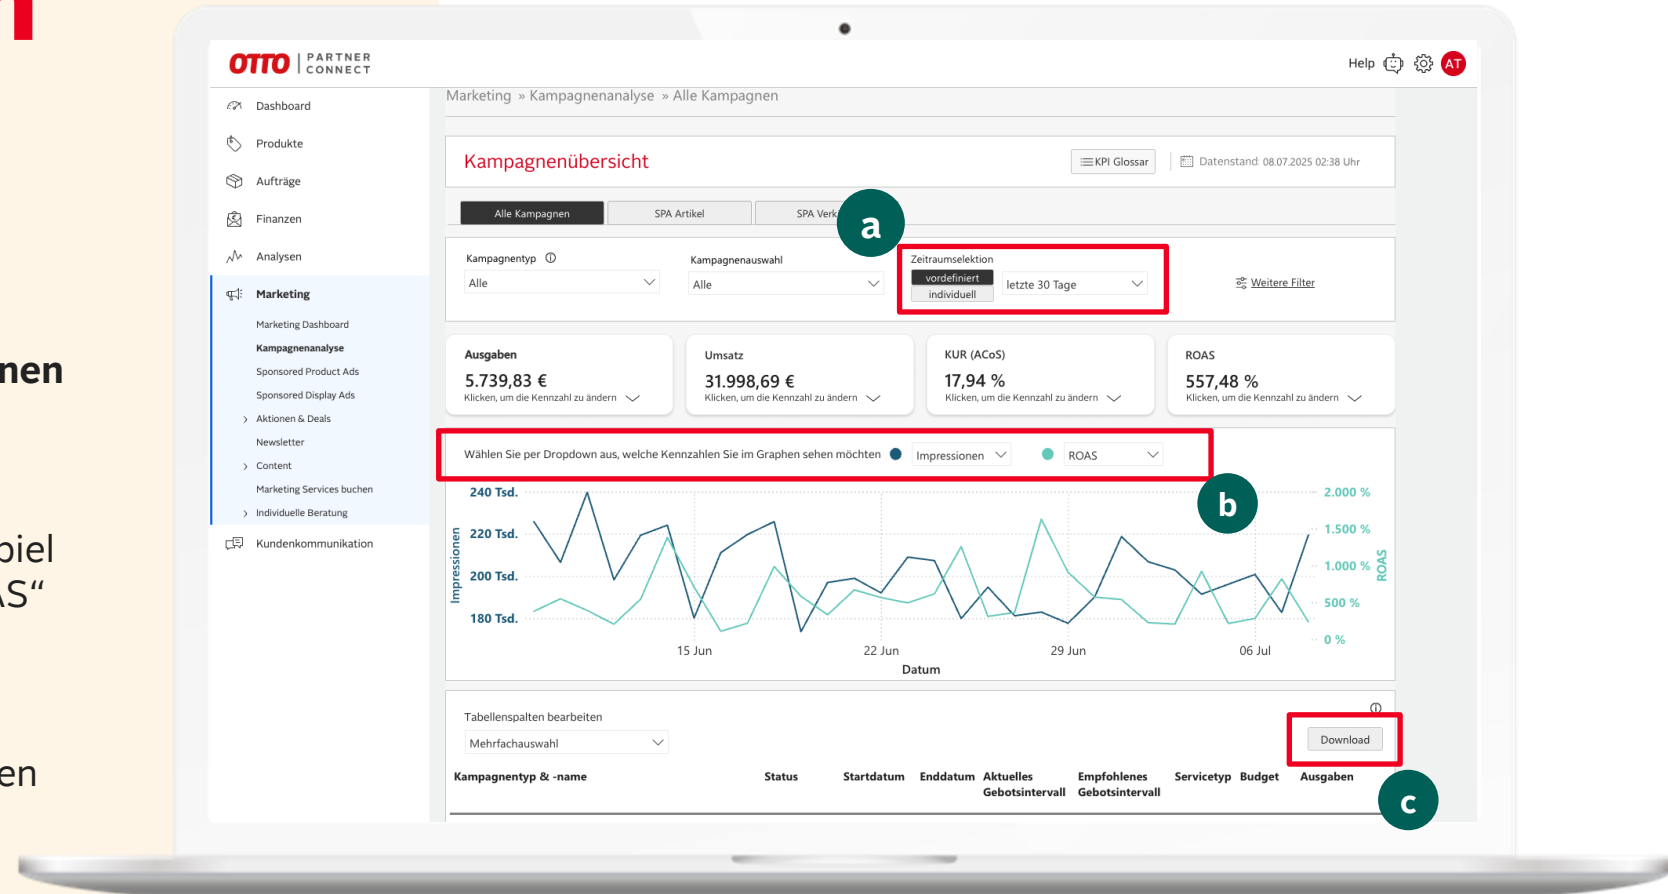 nen
piel
AS“
en
OTTO | PARTNER
CONNECT
Help
AT
Dashboard
Produkte
Aufträge
Finanzen
Analysen
Marketing
Marketing Dashboard
Kampagnenanalyse
Sponsored Product Ads
Sponsored Display Ads
Aktionen & Deals
Newsletter
Content
Marketing Services buchen
Individuelle Beratung
Kundenkommunikation
Marketing » Kampagnenanalyse » Alle Kampagnen
Kampagnenübersicht
KPI Glossar
Datenstand: 08.07.2025 02:38 Uhr
Alle Kampagnen
SPA Artikel
SPA Verk
a
Kampagnentyp
Alle
Kampagnenauswahl
Alle
Zeitraumselektion
vordefiniert
individuell
letzte 30 Tage
Weitere Filter
Ausgaben
5.739,83 €
Klicken, um die Kennzahl zu ändern
Umsatz
31.998,69 €
Klicken, um die Kennzahl zu ändern
KUR (ACoS)
17,94 %
Klicken, um die Kennzahl zu ändern
ROAS
557,48 %
Klicken, um die Kennzahl zu ändern
Wählen Sie per Dropdown aus, welche Kennzahlen Sie im Graphen sehen möchten
Impressionen
ROAS
b
240 Tsd.
220 Tsd.
200 Tsd.
180 Tsd.
Impressionen
2.000 %
1.500 %
1.000 %
500 %
0 %
ROAS
15 Jun
22 Jun
29 Jun
06 Jul
Datum
Tabellenspalten bearbeiten
Mehrfachauswahl
Download
c
Kampagnentyp & -name
Status
Startdatum
Enddatum
Aktuelles
Gebotsintervall
Empfohlenes
Gebotsintervall
Servicetyp
Budget
Ausgaben